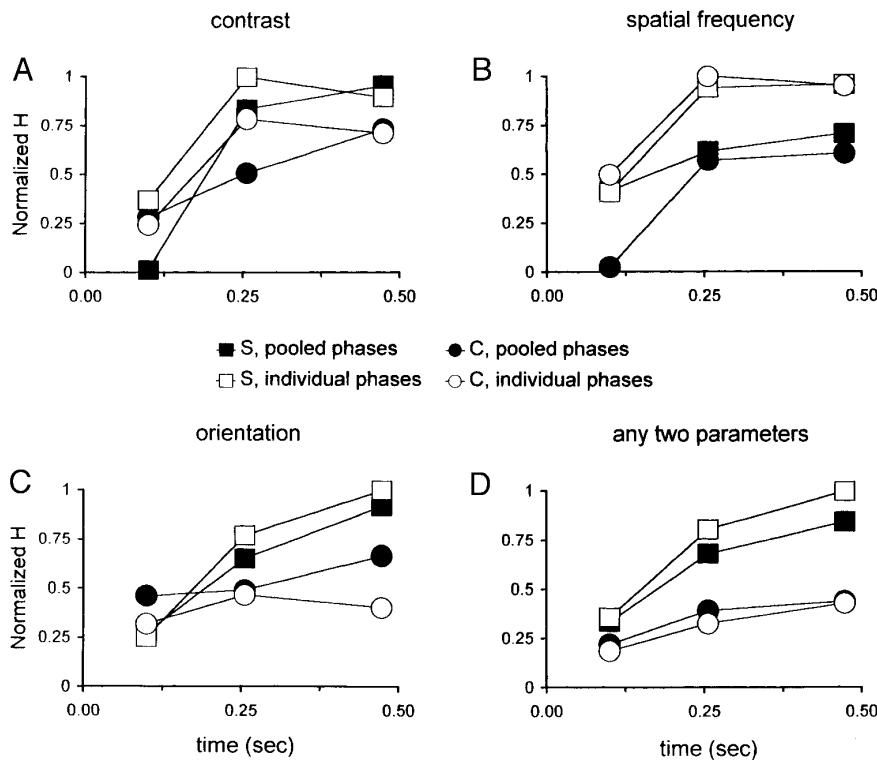 contrast
spatial frequency
A
B
Normalized H
1
0.75
0.5
0.25
0
0.00
0.25
0.50
1
0.75
0.5
0.25
0
0.00
0.25
0.50
S, pooled phases
C, pooled phases
S, individual phases
C, individual phases
orientation
any two parameters
C
D
Normalized H
1
0.75
0.5
0.25
0
0.00
0.25
0.50
time (sec)
1
0.75
0.5
0.25
0
0.00
0.25
0.50
time (sec)